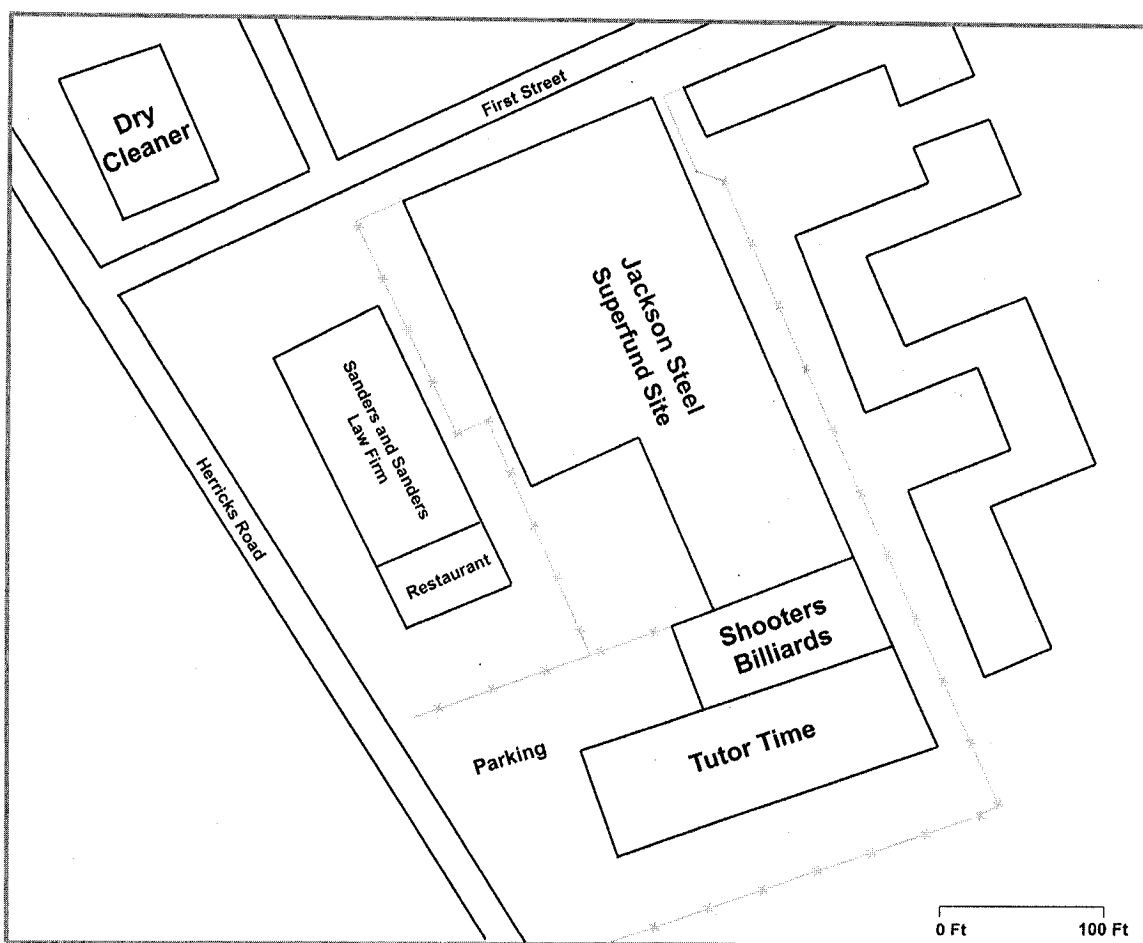 First Street
Dry
Cleaner
Jackson Steel
Superfund Site
Sanders and Sanders
Law Firm
Herricks Road
Restaurant
Shooters
Billiards
Tutor Time
Parking
0 Ft
100 Ft